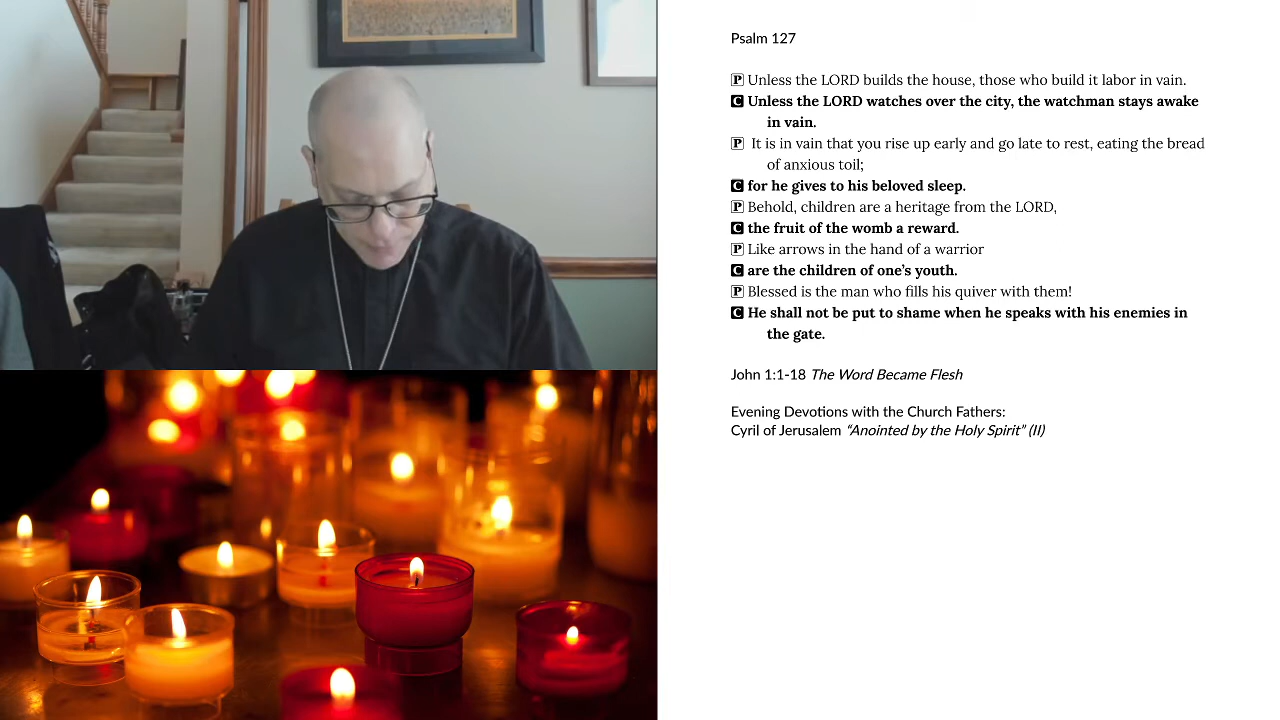 Psalm 127
P Unless the LORD builds the house, those who build it labor in vain.
C Unless the LORD watches over the city, the watchman stays awake
in vain.
P It is in vain that you rise up early and go late to rest, eating the bread
of anxious toil;
C for he gives to his beloved sleep.
P Behold, children are a heritage from the LORD,
C the fruit of the womb a reward.
P Like arrows in the hand of a warrior
C are the children of one’s youth.
P Blessed is the man who fills his quiver with them!
C He shall not be put to shame when he speaks with his enemies in
the gate.
John 1:1-18 The Word Became Flesh
Evening Devotions with the Church Fathers:
Cyril of Jerusalem “Anointed by the Holy Spirit” (II)